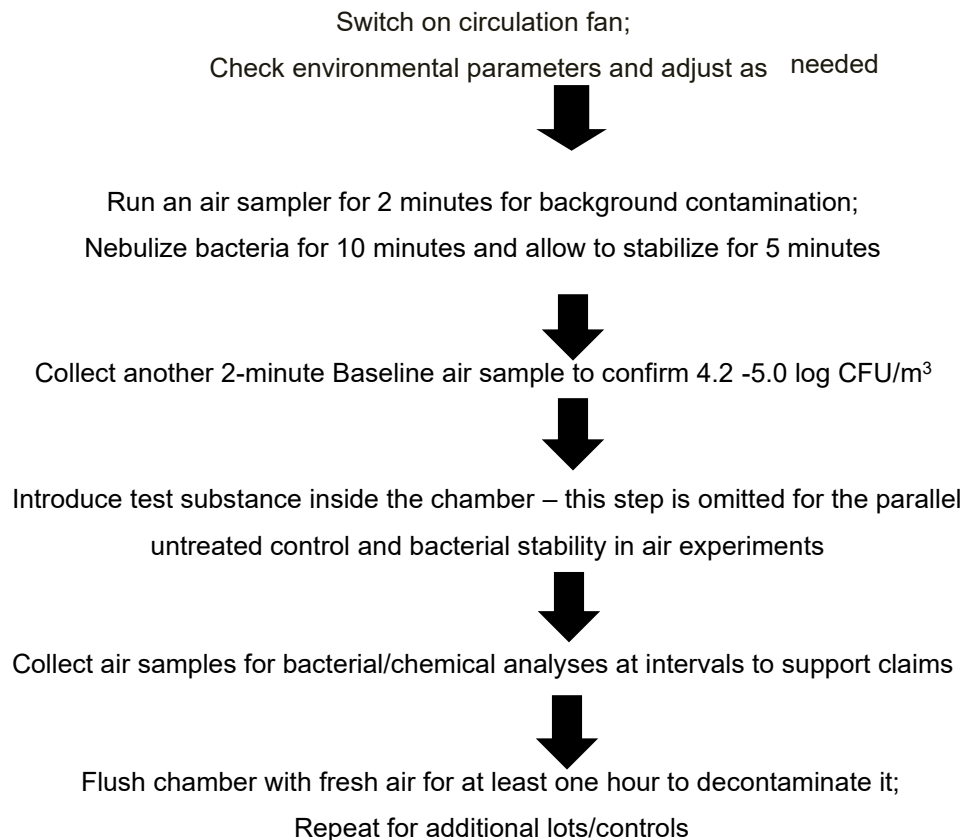 Switch on circulation fan;
Check environmental parameters and adjust as needed
Run an air sampler for 2 minutes for background contamination;
Nebulize bacteria for 10 minutes and allow to stabilize for 5 minutes
Collect another 2-minute Baseline air sample to confirm 4.2 -5.0 log CFU/m³
Introduce test substance inside the chamber – this step is omitted for the parallel
untreated control and bacterial stability in air experiments
Collect air samples for bacterial/chemical analyses at intervals to support claims
Flush chamber with fresh air for at least one hour to decontaminate it;
Repeat for additional lots/controls